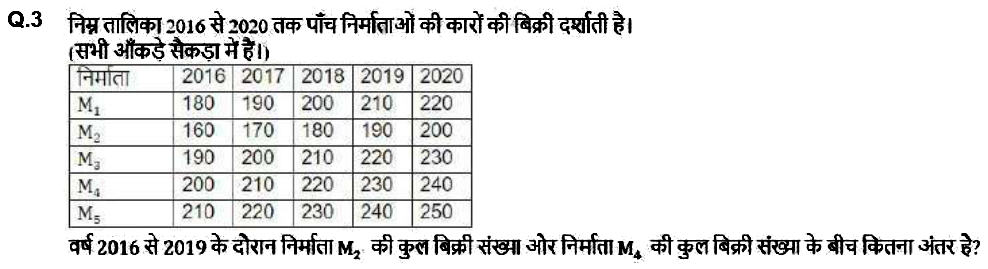 Q.3 निम्न तालिका 2016 से 2020 तक पाँच निर्माताओं की कारों की बिक्री दर्शाती है।
(सभी आँकड़े सैकड़ा में हैं।)
निर्माता 2016 2017 2018 2019 2020
M₁ 180 190 200 210 220
M₂ 160 170 180 190 200
M₃ 190 200 210 220 230
M₄ 200 210 220 230 240
M₅ 210 220 230 240 250
वर्ष 2016 से 2019 के दौरान निर्माता M₂ की कुल बिक्री संख्या ओर निर्माता M₄ की कुल बिक्री संख्या के बीच कितना अंतर है?